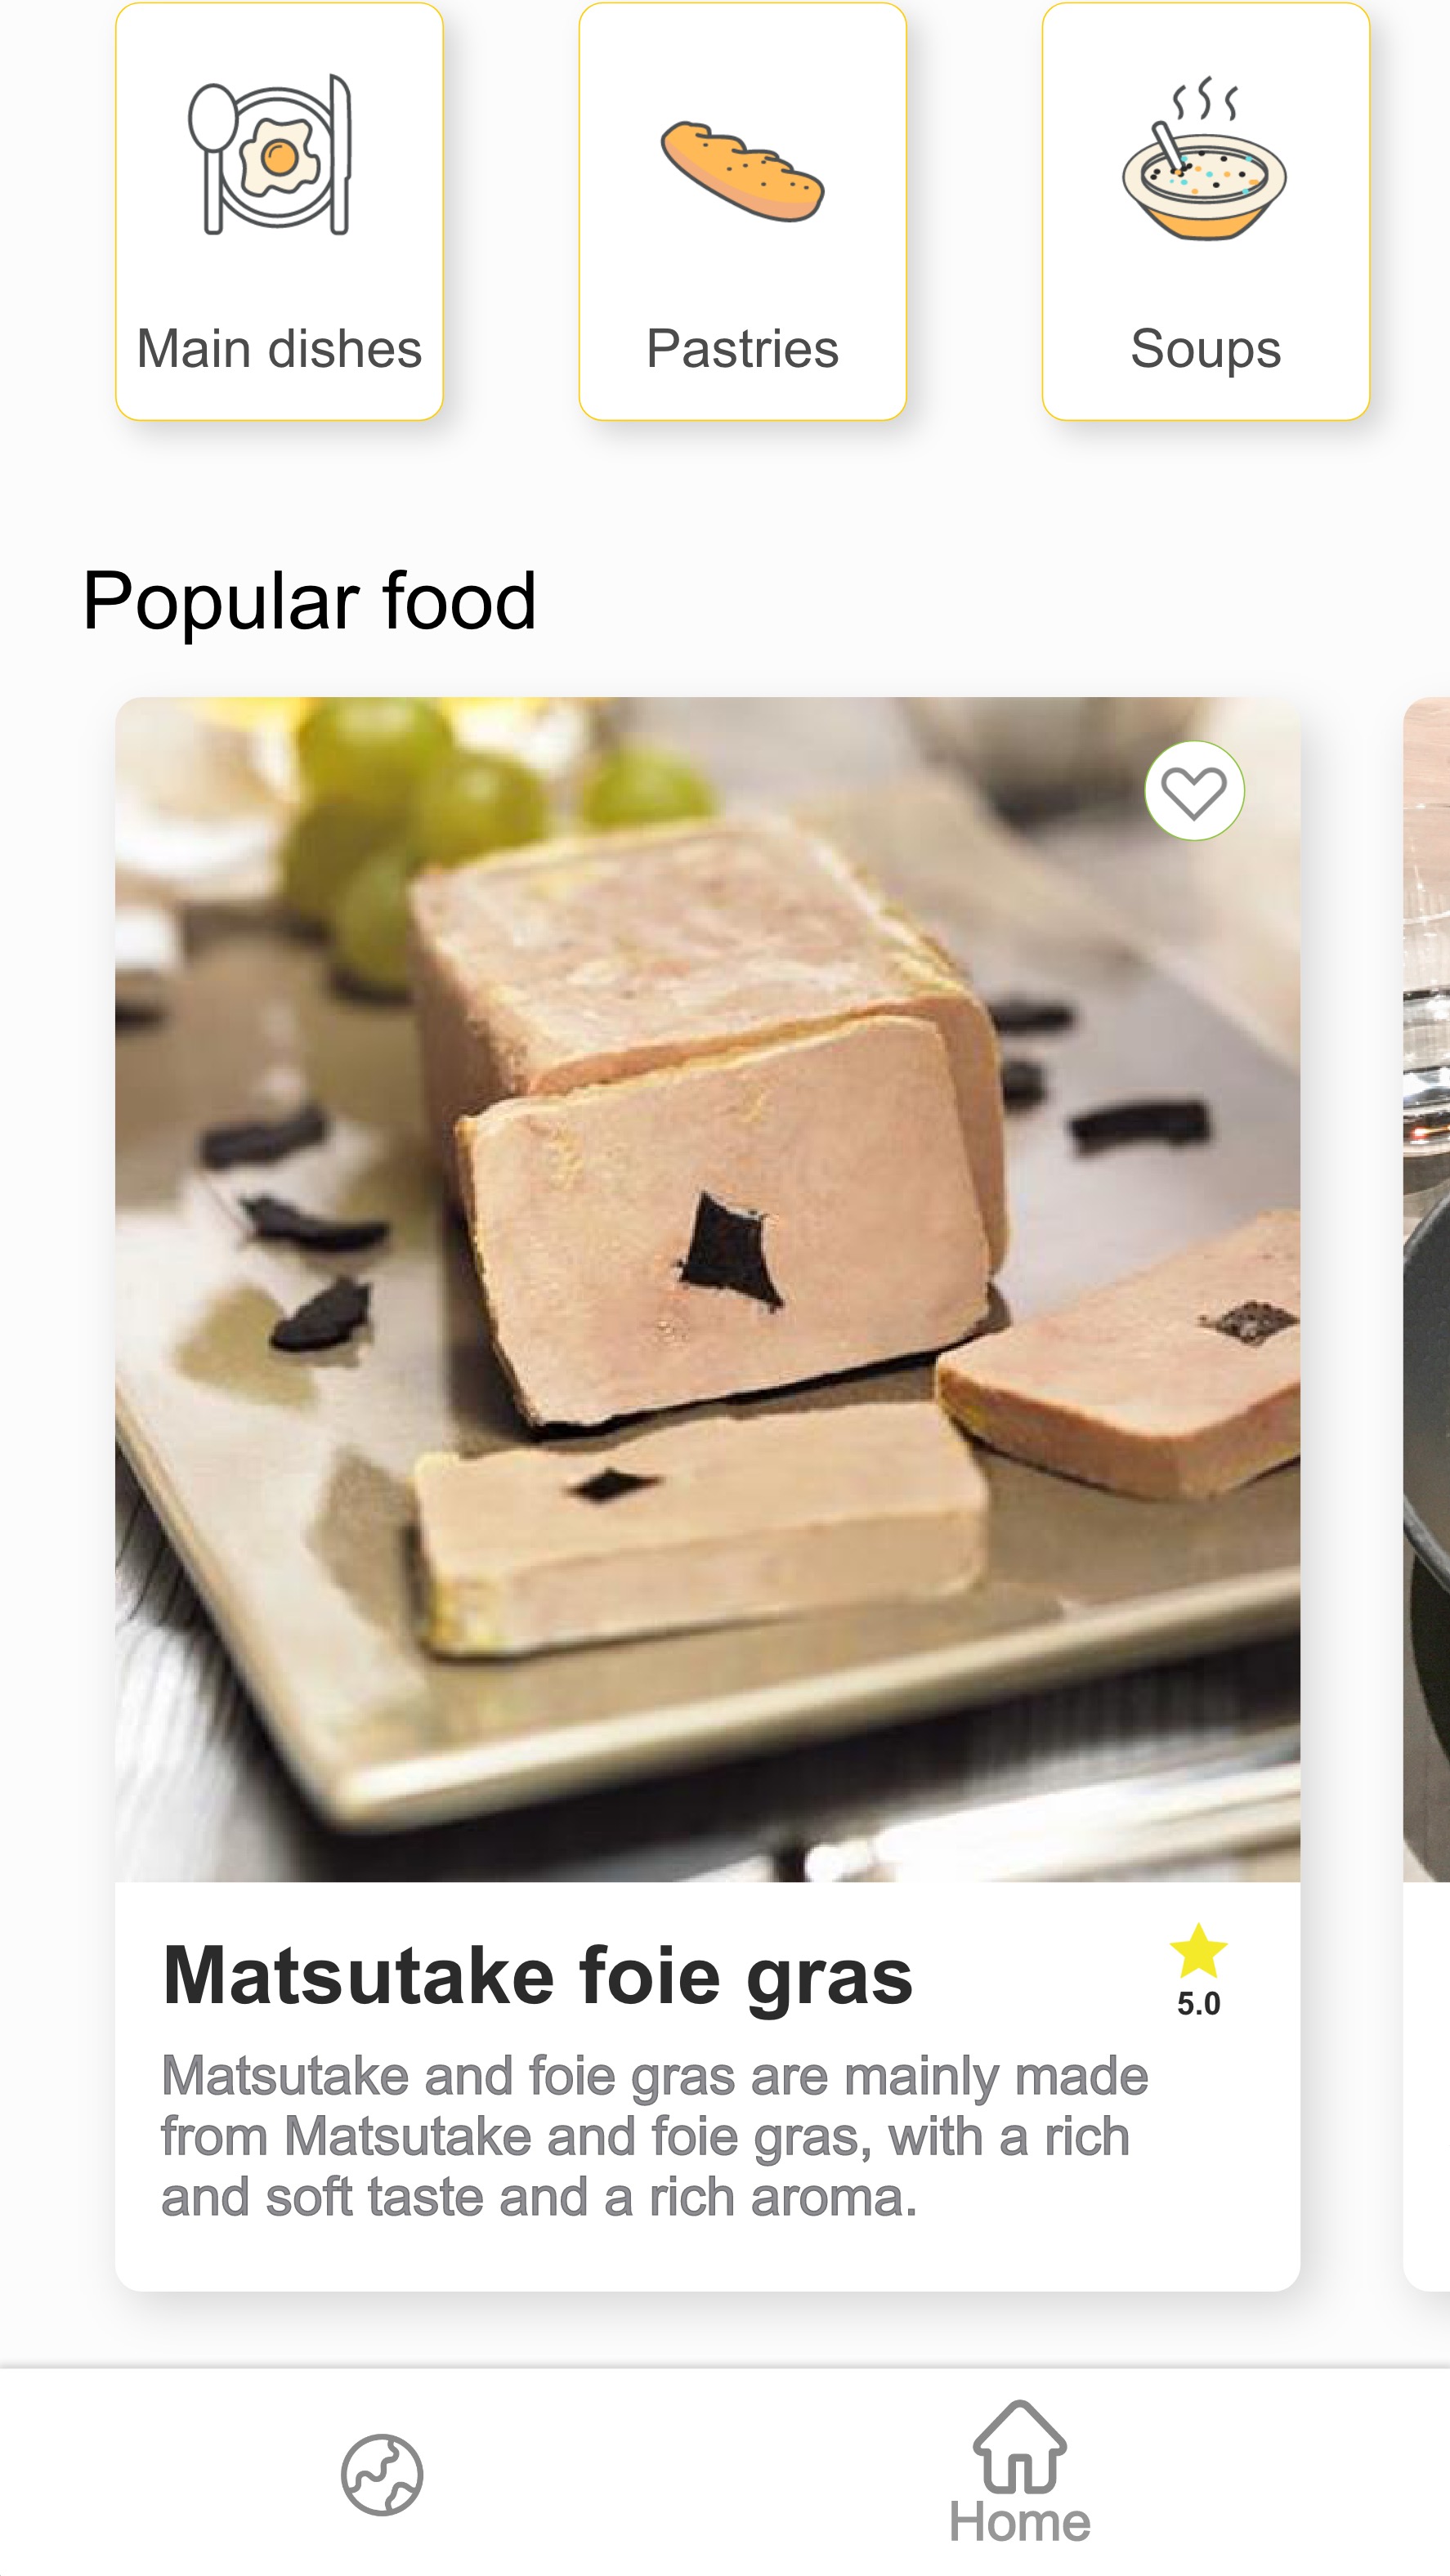 Main dishes
Pastries
Soups
Popular food
Matsutake foie gras
5.0
Matsutake and foie gras are mainly made
from Matsutake and foie gras, with a rich
and soft taste and a rich aroma.
Home